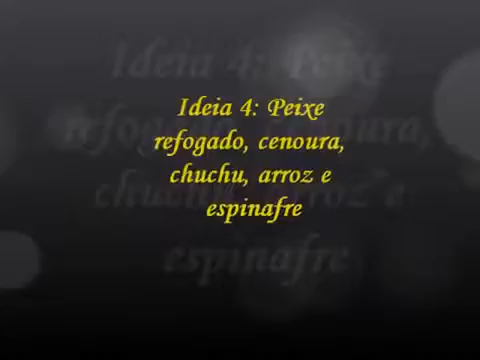 Ideia 4: Peixe
refogado, cenoura,
chuchu, arroz e
espinafre